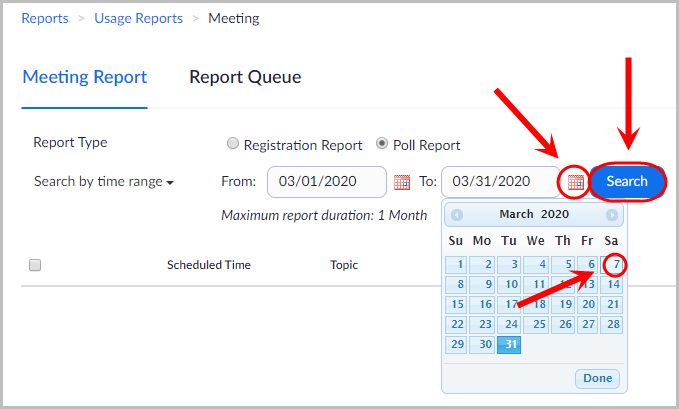 Reports > Usage Reports > Meeting
Meeting Report Report Queue
Report Type Registration Report Poll Report
Search by time range From: 03/01/2020 To: 03/31/2020 Search
Maximum report duration: 1 Month
March 2020
Su Mo Tu We Th Fr Sa
1 2 3 4 5 6 7
8 9 10 11 12 13 14
15 16 17 18 19 20 21
22 23 24 25 26 27 28
29 30 31
Done
Scheduled Time Topic